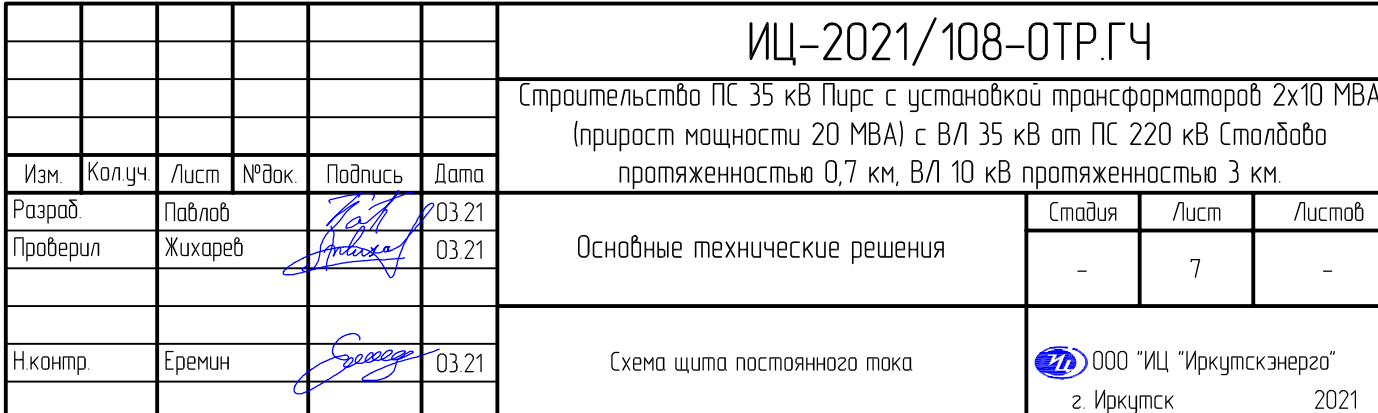 ИЦ-2021/108-ОТР.ГЧ
Строительство ПС 35 кВ Пирс с установкой трансформаторов 2х10 МВА
(прирост мощности 20 МВА) с ВЛ 35 кВ от ПС 220 кВ Столбово
протяженностью 0,7 км, ВЛ 10 кВ протяженностью 3 км.
Изм. Кол.уч. Лист №док. Подпись Дата
Разраб. Павлов 03.21
Проверил Жихарев 03.21
Н.контр. Еремин 03.21
Основные технические решения
Стадия Лист Листов
- 7 -
Схема щита постоянного тока
ИЦ ООО "ИЦ "Иркутскэнерго"
г. Иркутск 2021